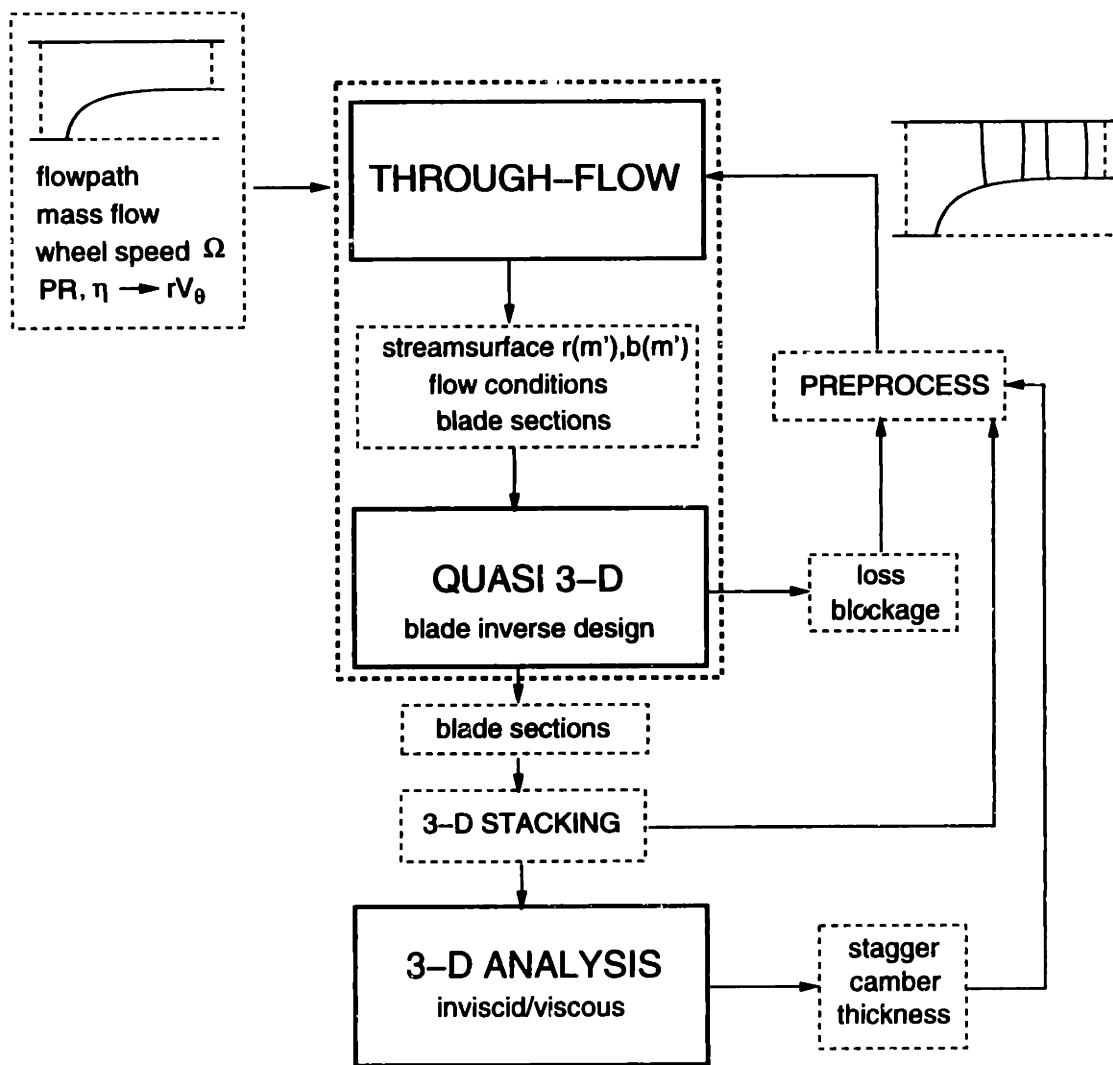 flowpath
mass flow
wheel speed Ω
PR, η → rVθ
THROUGH–FLOW
streamsurface r(m'),b(m')
flow conditions
blade sections
PREPROCESS
QUASI 3–D
blade inverse design
loss
blockage
blade sections
3–D STACKING
3–D ANALYSIS
inviscid/viscous
stagger
camber
thickness